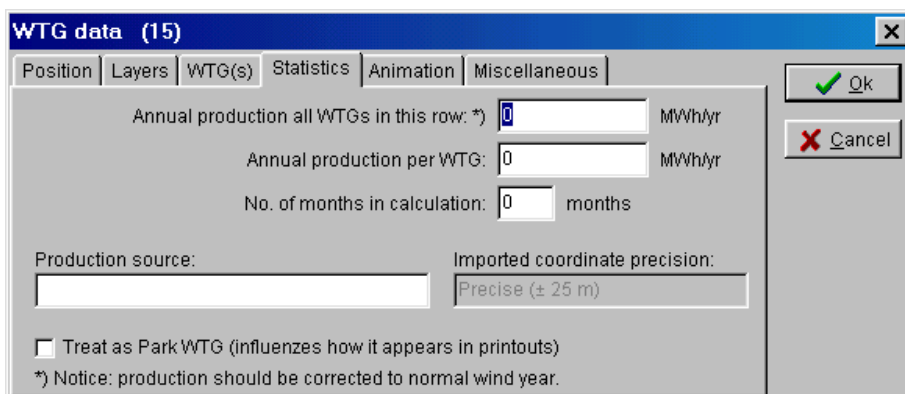 WTG data (15)
Position Layers WTG(s) Statistics Animation Miscellaneous
Ok
Annual production all WTGs in this row: *) 0 MWh/yr
Cancel
Annual production per WTG: 0 MWh/yr
No. of months in calculation: 0 months
Production source: Imported coordinate precision:
Precise (± 25 m)
Treat as Park WTG (influenzes how it appears in printouts)
*) Notice: production should be corrected to normal wind year.